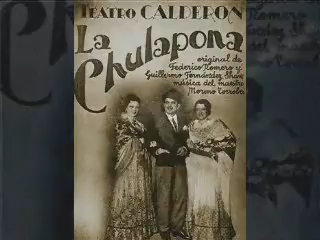 TEATRO CALDERÓN
La
Chulapona
original de
Federico Romero y
Guillermo Fernández Shaw
música del maestro
Moreno Torroba